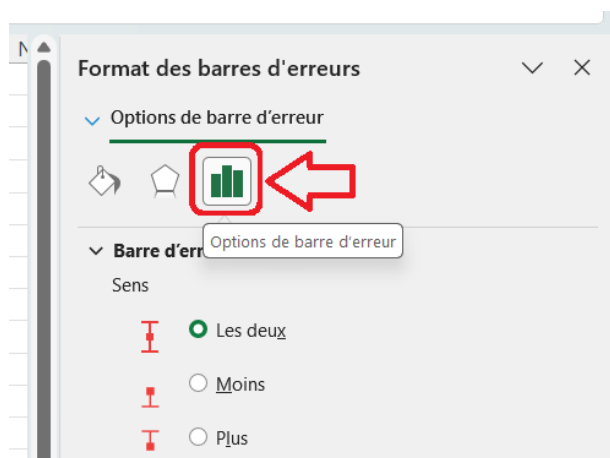 N
Format des barres d'erreurs
Options de barre d’erreur
Options de barre d'erreur
Barre d’err
Sens
Les deux
Moins
Plus